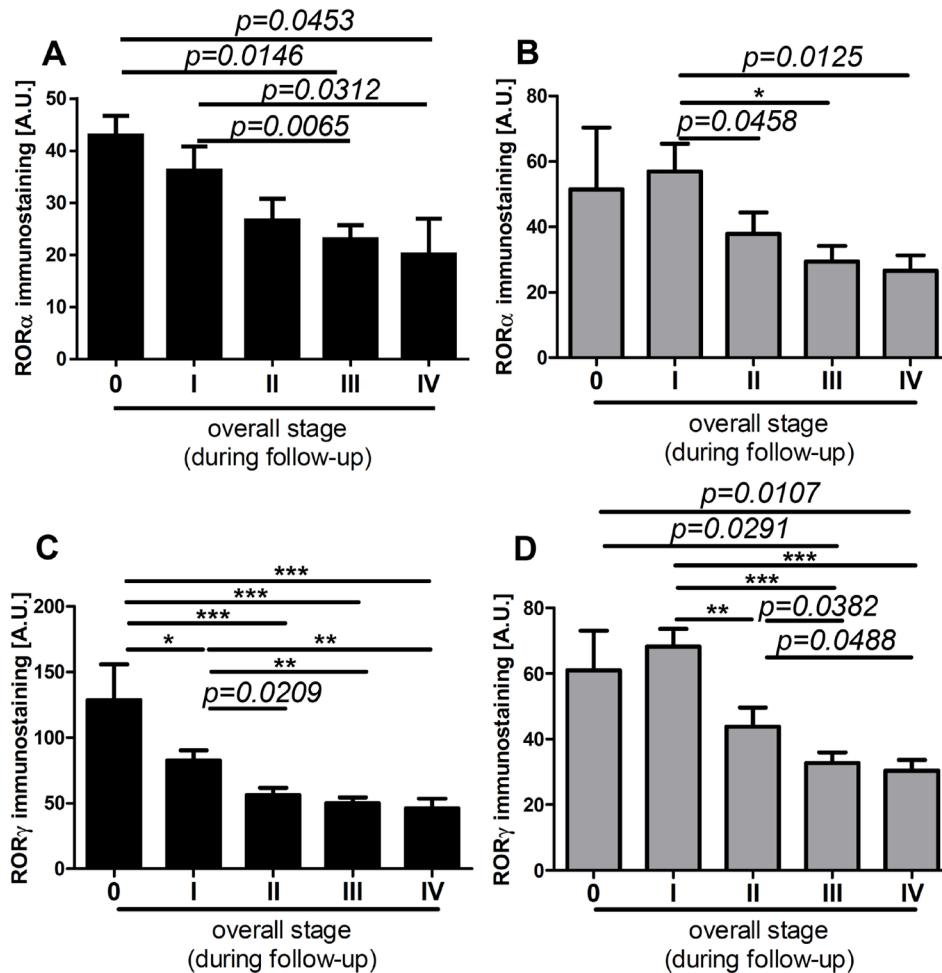 A
p=0.0453
p=0.0146
p=0.0312
p=0.0065
RORα immunostaining [A.U.]
50
40
30
20
10
0
0 I II III IV
overall stage
(during follow-up)
B
p=0.0125
*
p=0.0458
RORα immunostaining [A.U.]
80
60
40
20
0
0 I II III IV
overall stage
(during follow-up)
C
***
***
***
* **
**
p=0.0209
RORγ immunostaining [A.U.]
200
150
100
50
0
0 I II III IV
overall stage
(during follow-up)
D
p=0.0107
p=0.0291
***
***
** p=0.0382
p=0.0488
RORγ immunostaining [A.U.]
80
60
40
20
0
0 I II III IV
overall stage
(during follow-up)